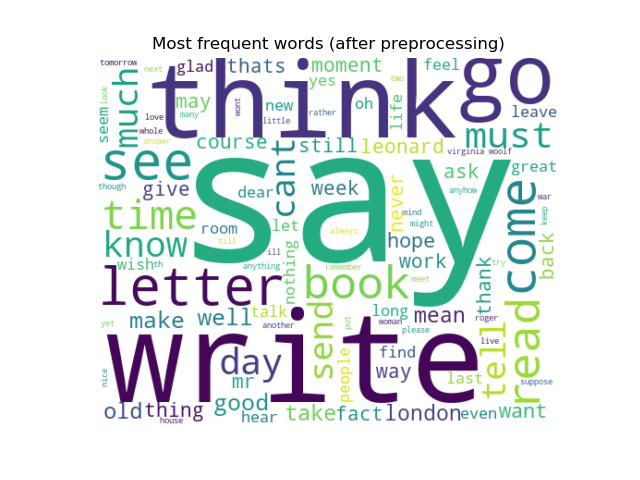 Most frequent words (after preprocessing)
tomorrow next glad thats moment feel two look
think go
seem much may love whole many wont new little rather oh yes life leave
answer course still leonard must virginia woolf
see say cant
though give dear week never ask great anyhow war keep
time room let mind might hope come back
know till always ill work
wish th anything nothing remember meet thank try
letter book
yet make well talk another long put woman mean please roger live
write send read tell
nice day mr people find way last suppose
old thing house good hear take fact london even want